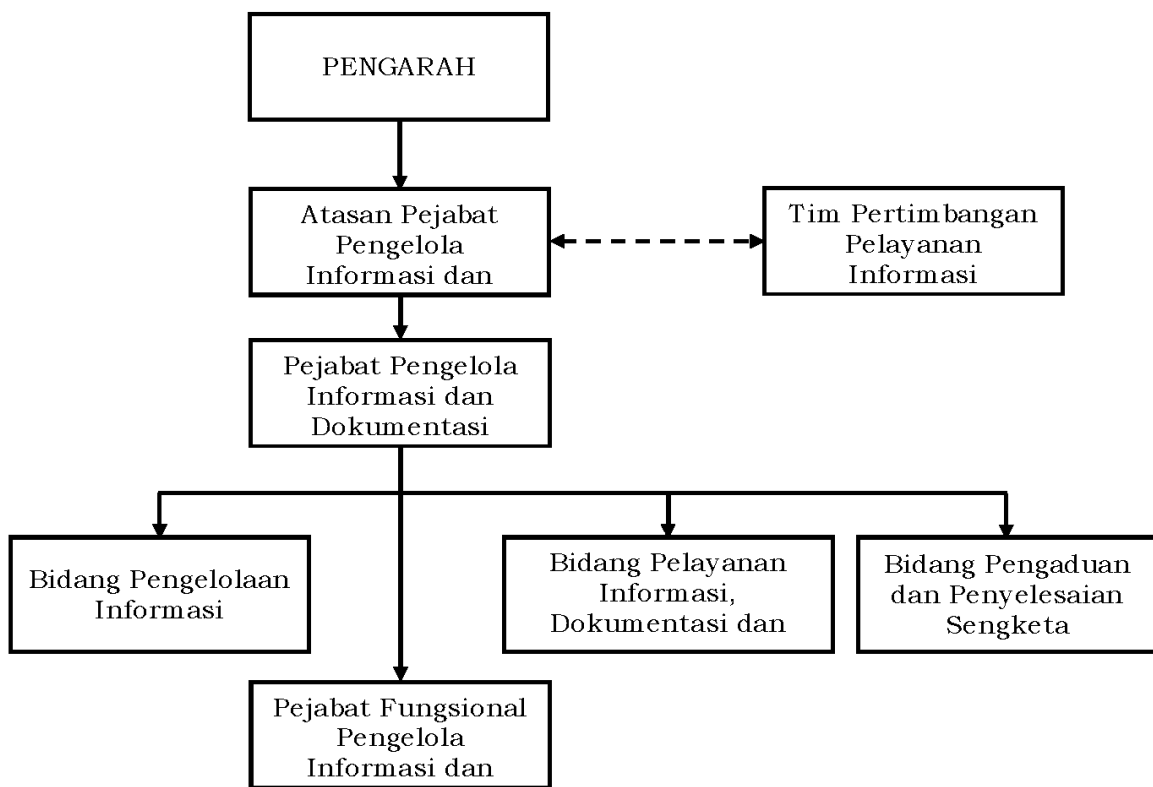 PENGARAH
Atasan Pejabat
Pengelola
Informasi dan
Tim Pertimbangan
Pelayanan
Informasi
Pejabat Pengelola
Informasi dan
Dokumentasi
Bidang Pengelolaan
Informasi
Bidang Pelayanan
Informasi,
Dokumentasi dan
Bidang Pengaduan
dan Penyelesaian
Sengketa
Pejabat Fungsional
Pengelola
Informasi dan